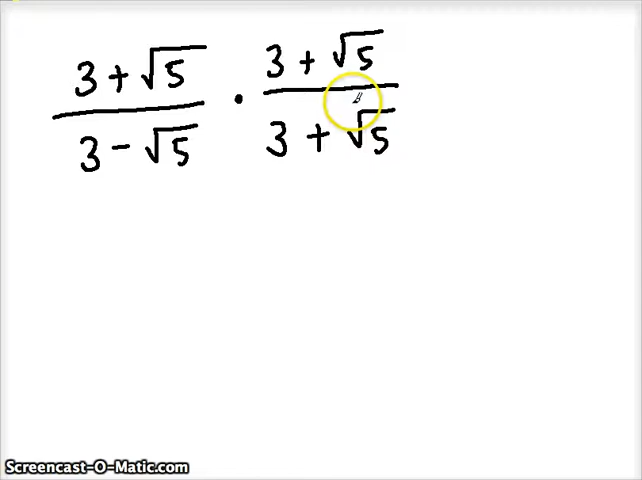 3 + √5 / 3 - √5 · 3 + √5 / 3 + √5
Screencast-O-Matic.com